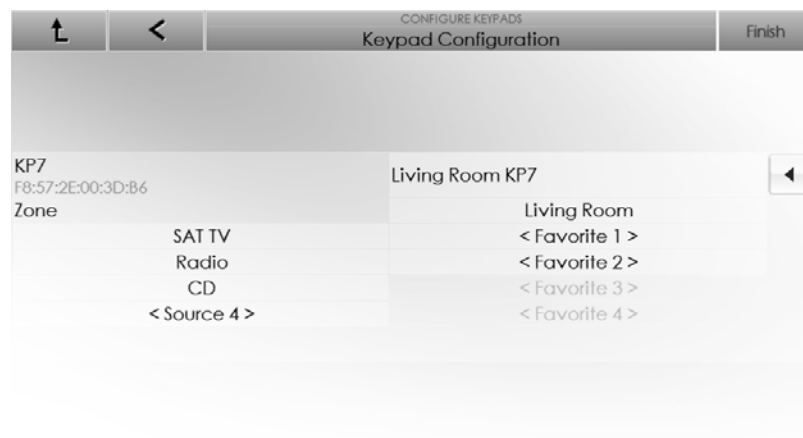 CONFIGURE KEYPADS
Keypad Configuration
Finish
KP7
F8:57:2E:00:3D:B6
Living Room KP7
Zone
Living Room
SAT TV
< Favorite 1 >
Radio
< Favorite 2 >
CD
< Favorite 3 >
< Source 4 >
< Favorite 4 >